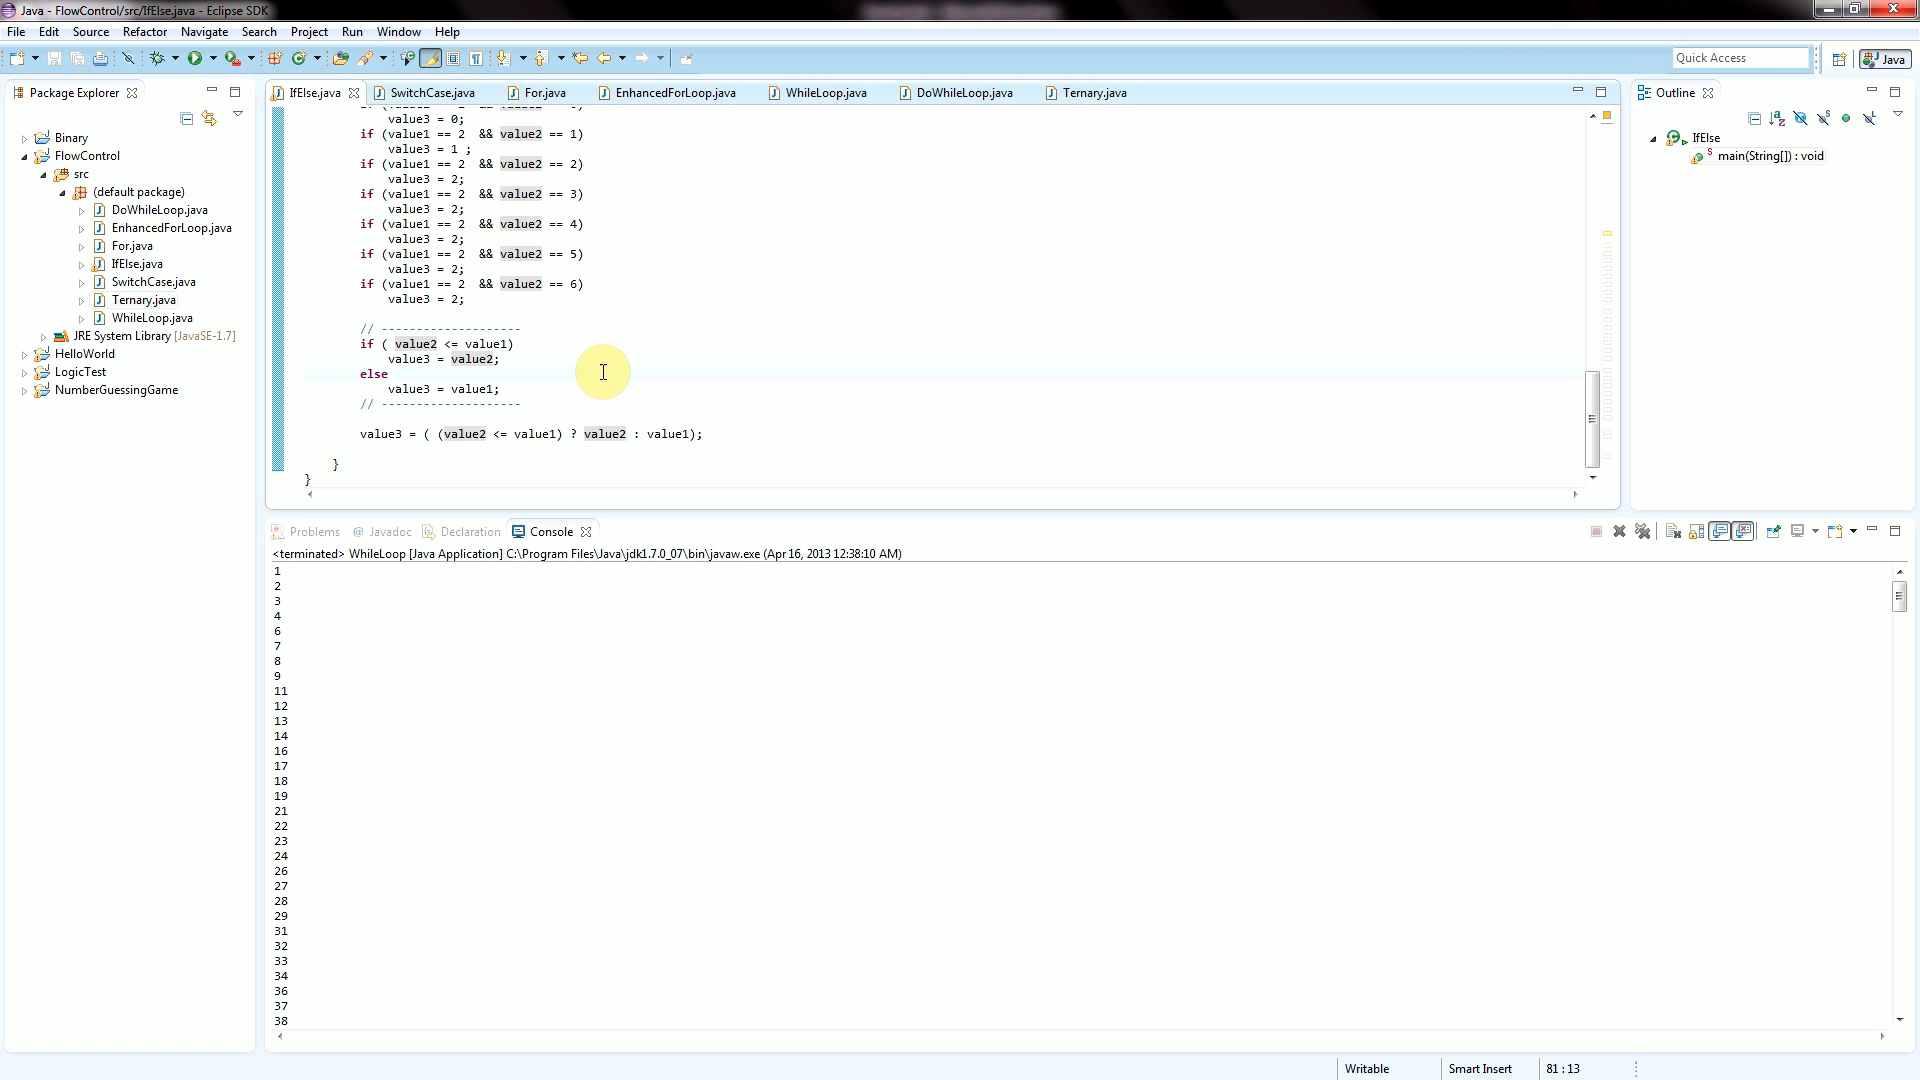 Java - FlowControl/src/IfElse.java - Eclipse SDK
File Edit Source Refactor Navigate Search Project Run Window Help
Quick Access
Java
Package Explorer
IfElse.java SwitchCase.java For.java EnhancedForLoop.java WhileLoop.java DoWhileLoop.java Ternary.java
Outline
Binary
FlowControl
src
(default package)
DoWhileLoop.java
EnhancedForLoop.java
For.java
IfElse.java
SwitchCase.java
Ternary.java
WhileLoop.java
JRE System Library [JavaSE-1.7]
HelloWorld
LogicTest
NumberGuessingGame
value3 = 0;
if (value1 == 2 && value2 == 1)
value3 = 1 ;
if (value1 == 2 && value2 == 2)
value3 = 2;
if (value1 == 2 && value2 == 3)
value3 = 2;
if (value1 == 2 && value2 == 4)
value3 = 2;
if (value1 == 2 && value2 == 5)
value3 = 2;
if (value1 == 2 && value2 == 6)
value3 = 2;
// --------------------
if ( value2 <= value1)
value3 = value2;
else
value3 = value1;
// --------------------
value3 = ( (value2 <= value1) ? value2 : value1);
}
}
IfElse
main(String[]) : void
Problems @ Javadoc Declaration Console
<terminated> WhileLoop [Java Application] C:\Program Files\Java\jdk1.7.0_07\bin\javaw.exe (Apr 16, 2013 12:38:10 AM)
1
2
3
4
6
7
8
9
11
12
13
14
16
17
18
19
21
22
23
24
26
27
28
29
31
32
33
34
36
37
38
Writable Smart Insert 81 : 13